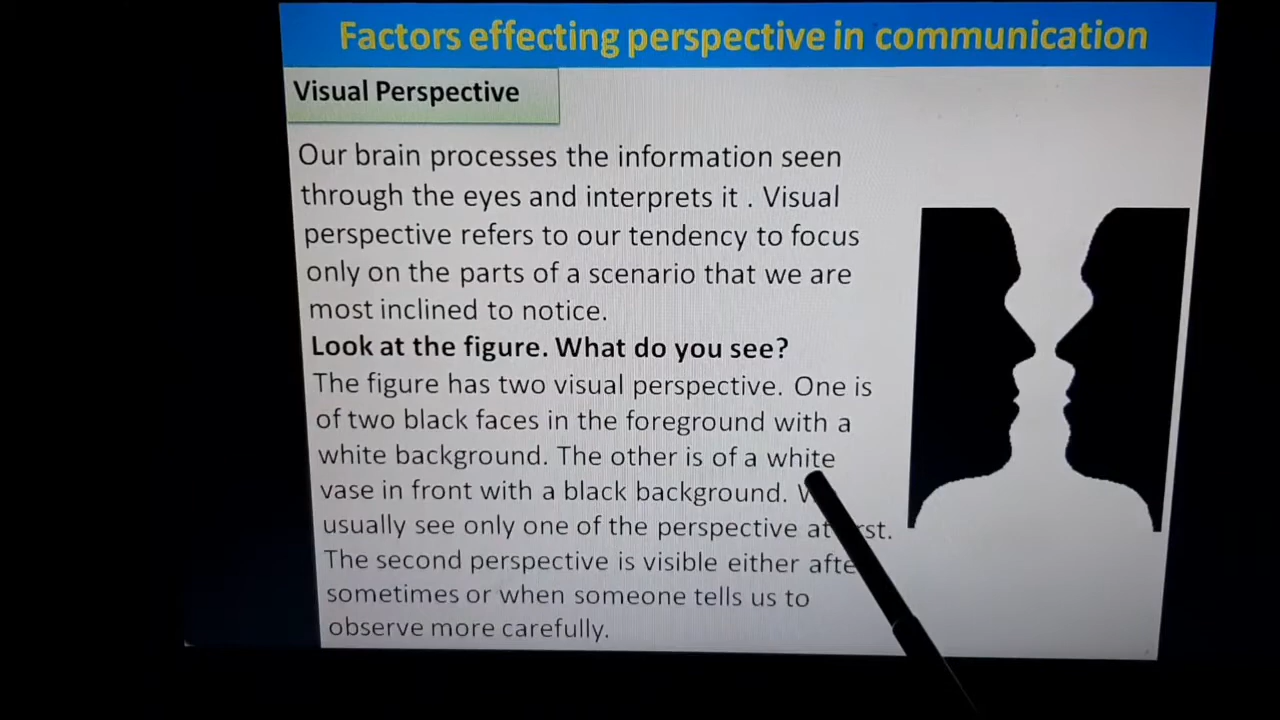 Factors effecting perspective in communication
Visual Perspective
Our brain processes the information seen
through the eyes and interprets it . Visual
perspective refers to our tendency to focus
only on the parts of a scenario that we are
most inclined to notice.
Look at the figure. What do you see?
The figure has two visual perspective. One is
of two black faces in the foreground with a
white background. The other is of a white
vase in front with a black background.
usually see only one of the perspective at
The second perspective is visible either
sometimes or when someone tells us to
observe more carefully.